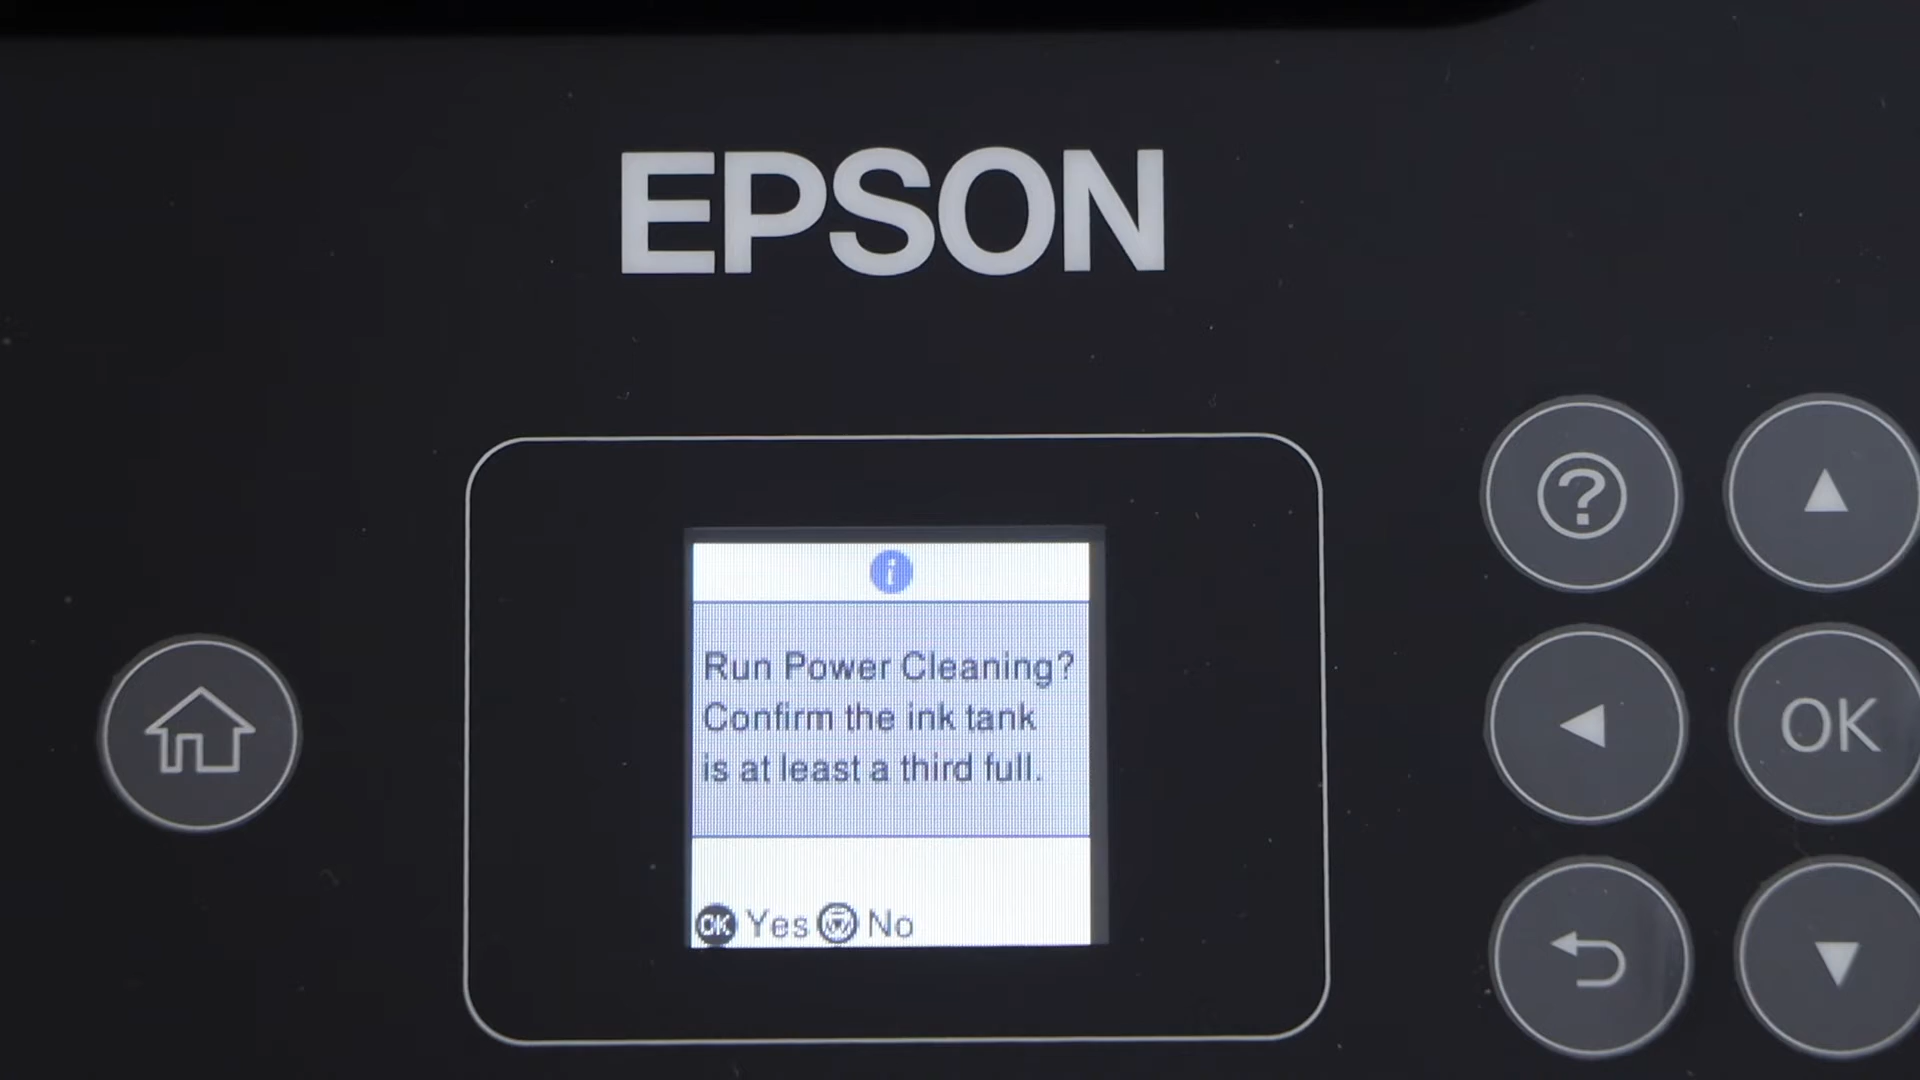 EPSON
i
?
Run Power Cleaning?
Confirm the ink tank
is at least a third full.
OK
OK Yes No